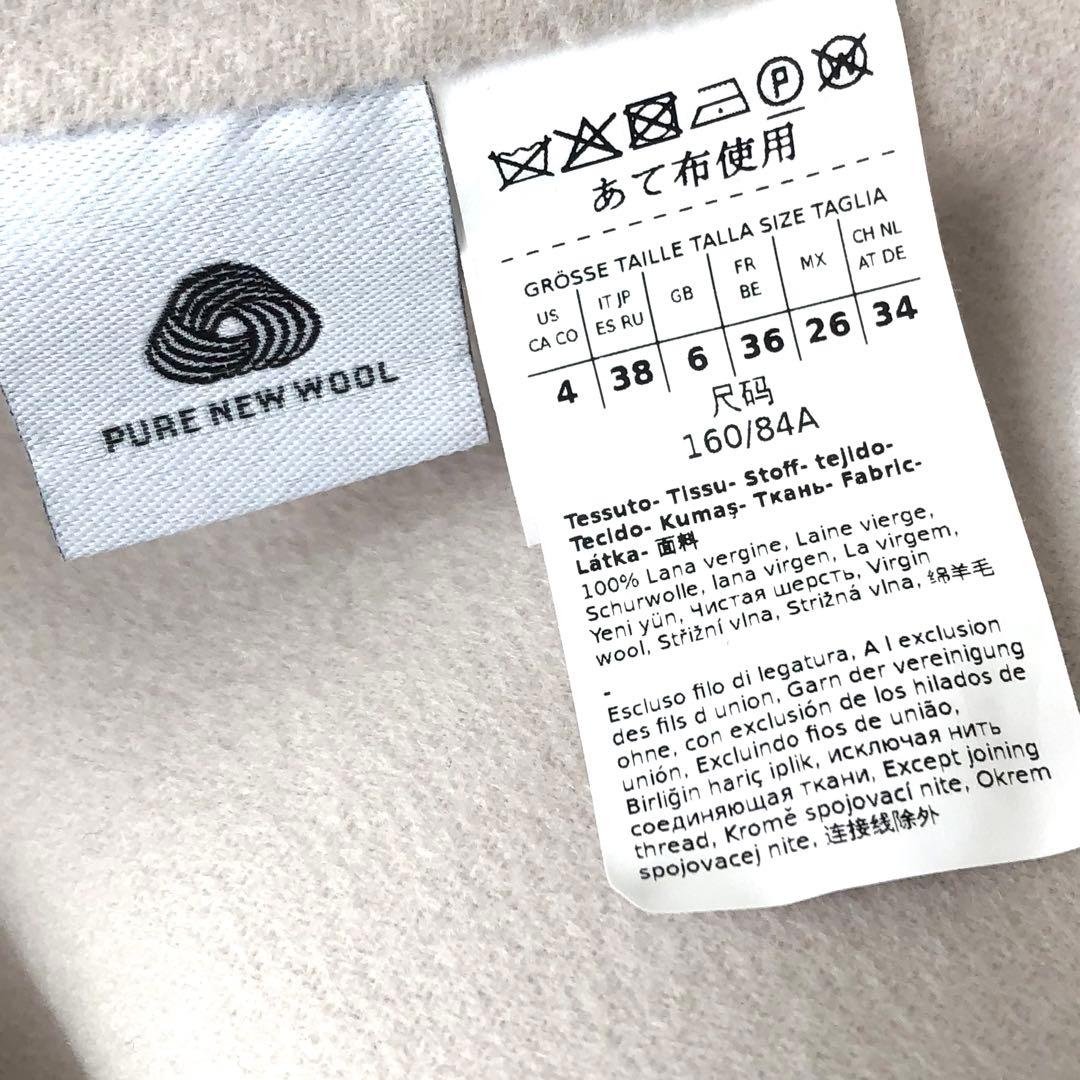 PURE NEW WOOL
P
W
あて布使用
GRÖSSE TAILLE TALLA SIZE TAGLIA
US CA CO
IT JP ES RU
GB
FR BE
MX
CH NL AT DE
4 38 6 36 26 34
尺码
160/84A
Tessuto- Tissu- Stoff- tejido-
Tecido- Kumaş- Ткань- Fabric-
Látka- 面料
100% Lana vergine, Laine vierge,
Schurwolle, lana virgen, La virgem,
Yeni yün, Чистая шерсть, Virgin
wool, Střižní vlna, Strižná vlna, 绵羊毛
-
Escluso filo di legatura, A l exclusion
des fils d union, Garn der vereinigung
ohne, con exclusión de los hilados de
unión, Excluindo fios de união,
Birliğin hariç iplik, исключая нить
соединяющая ткани, Except joining
thread, Kromě spojovací nite, Okrem
spojovacej nite, 连接线除外